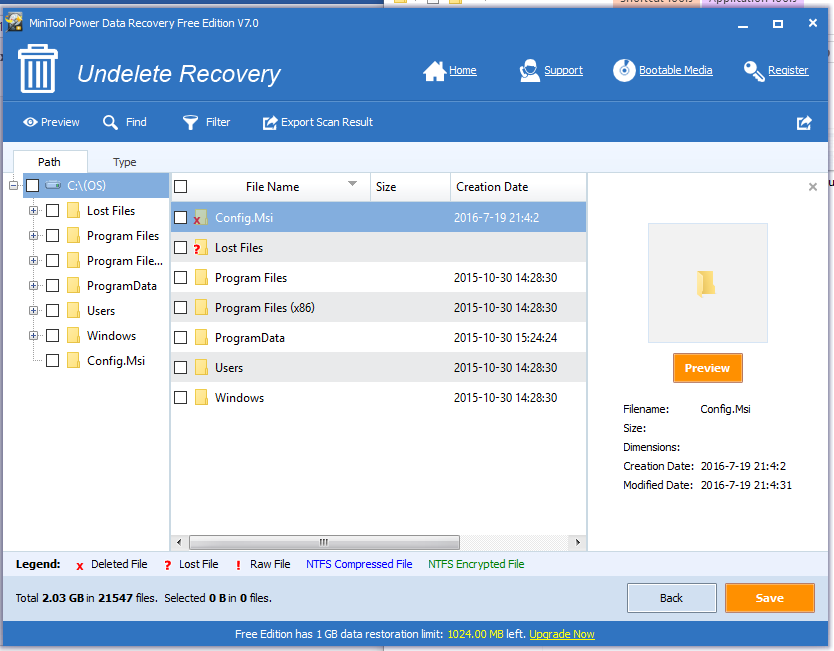 Shortcut Tools Application Tools
MiniTool Power Data Recovery Free Edition V7.0
Undelete Recovery
Home Support Bootable Media Register
Preview Find Filter Export Scan Result
Path Type
C:\(OS)
Lost Files
Program Files
Program File...
ProgramData
Users
Windows
Config.Msi
File Name Size Creation Date
Config.Msi 2016-7-19 21:4:2
Lost Files
Program Files 2015-10-30 14:28:30
Program Files (x86) 2015-10-30 14:28:30
ProgramData 2015-10-30 15:24:24
Users 2015-10-30 14:28:30
Windows 2015-10-30 14:28:30
Preview
Filename: Config.Msi
Size:
Dimensions:
Creation Date: 2016-7-19 21:4:2
Modified Date: 2016-7-19 21:4:31
Legend: x Deleted File ? Lost File ! Raw File NTFS Compressed File NTFS Encrypted File
Total 2.03 GB in 21547 files. Selected 0 B in 0 files.
Back Save
Free Edition has 1 GB data restoration limit: 1024.00 MB left. Upgrade Now